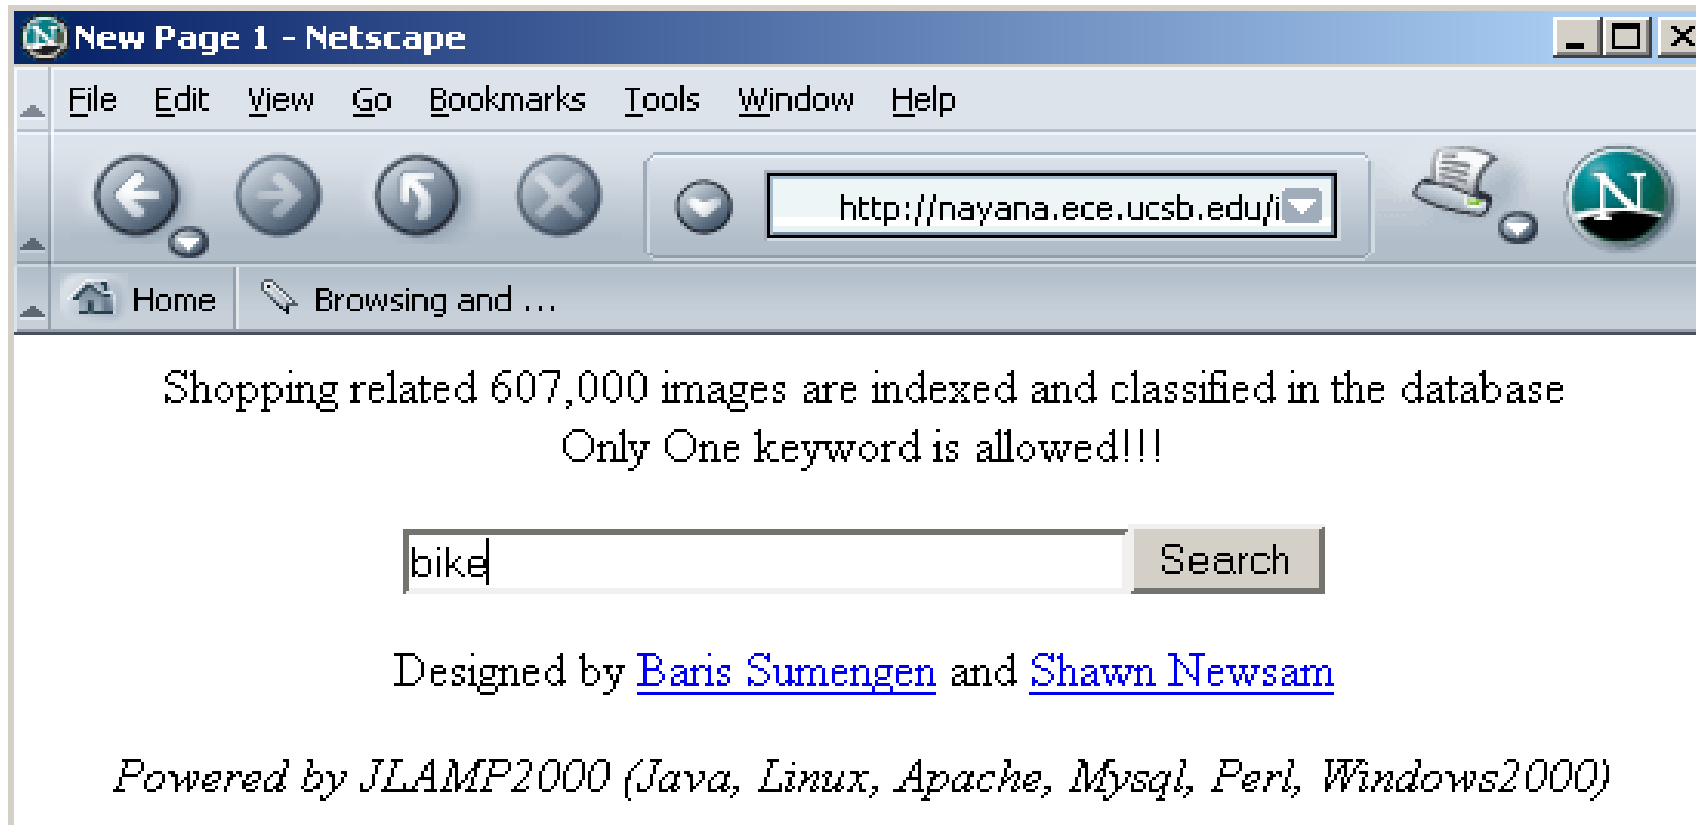 New Page 1 - Netscape
File Edit View Go Bookmarks Tools Window Help
http://nayana.ece.ucsb.edu/i
N
Home Browsing and ...
Shopping related 607,000 images are indexed and classified in the database
Only One keyword is allowed!!!
bike Search
Designed by Baris Sumengen and Shawn Newsam
Powered by JLAMP2000 (Java, Linux, Apache, Mysql, Perl, Windows2000)